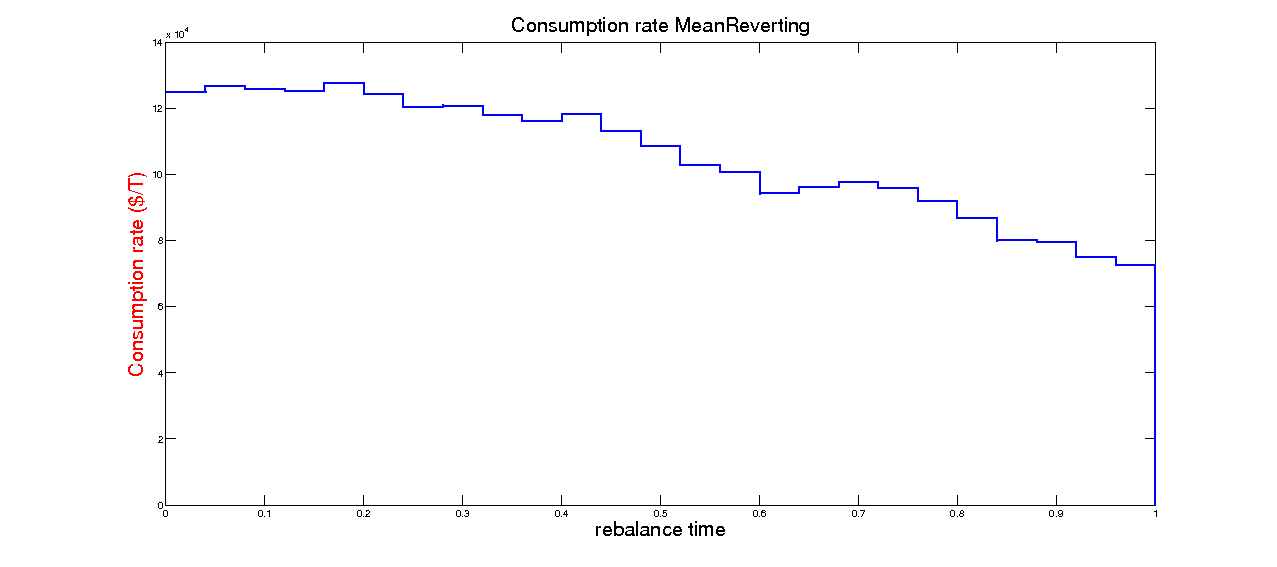 Consumption rate MeanReverting
x 10^4
14
12
10
8
6
4
2
0
Consumption rate ($/T)
0 0.1 0.2 0.3 0.4 0.5 0.6 0.7 0.8 0.9 1
rebalance time